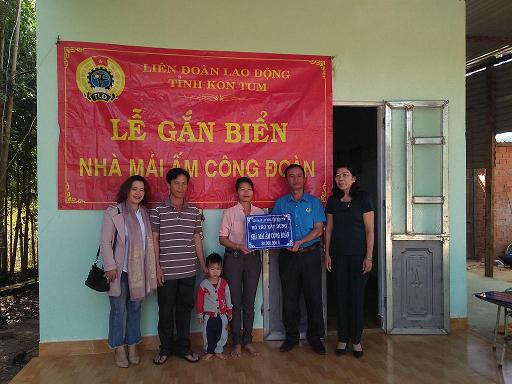 LIÊN ĐOÀN LAO ĐỘNG
TỈNH KON TUM
LỄ GẮN BIỂN
NHÀ MÁI ẤM CÔNG ĐOÀN
HỖ TRỢ XÂY DỰNG
NHÀ MÁI ẤM CÔNG ĐOÀN